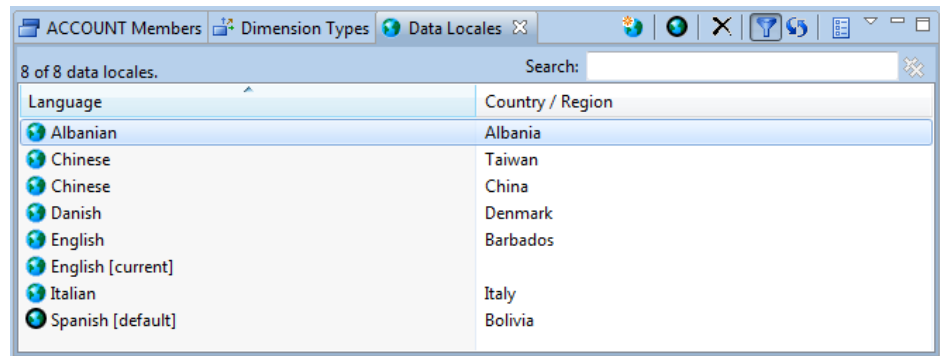 ACCOUNT Members Dimension Types Data Locales
8 of 8 data locales. Search:
Language Country / Region
Albanian Albania
Chinese Taiwan
Chinese China
Danish Denmark
English Barbados
English [current]
Italian Italy
Spanish [default] Bolivia